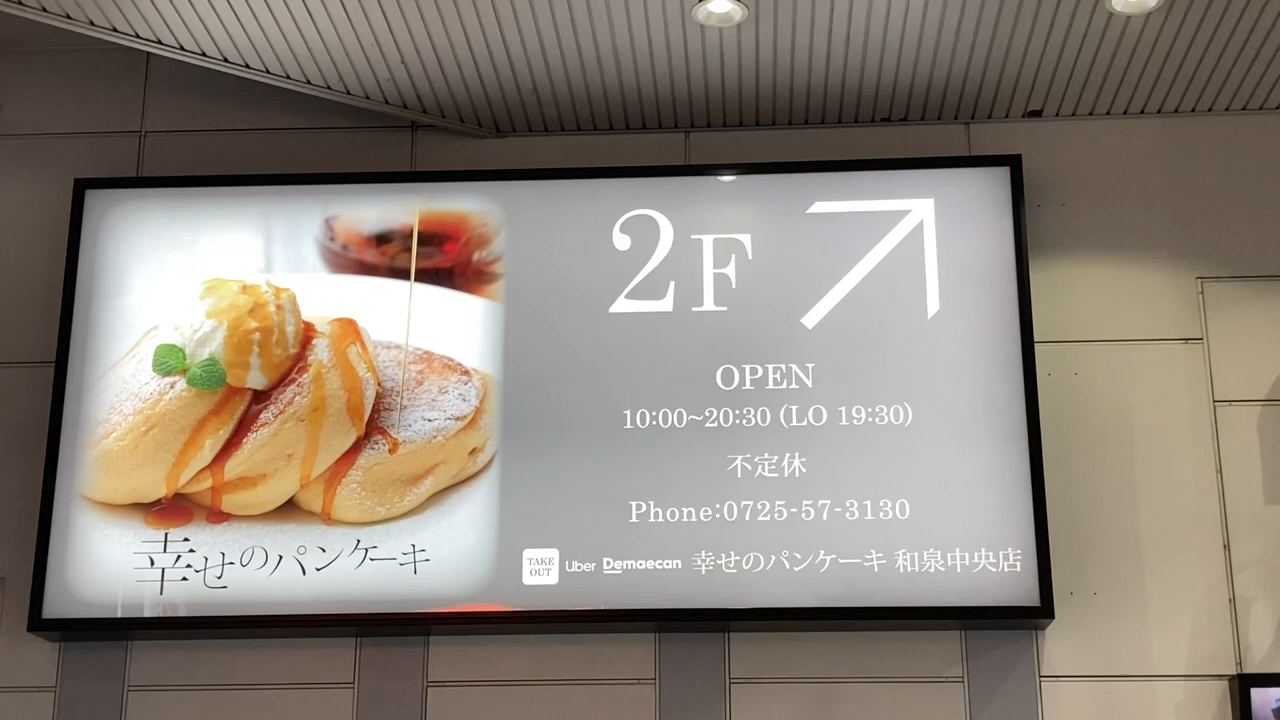 幸せのパンケーキ
2F
OPEN
10:00~20:30 (LO 19:30)
不定休
Phone:0725-57-3130
TAKE OUT Uber Demaecan 幸せのパンケーキ 和泉中央店